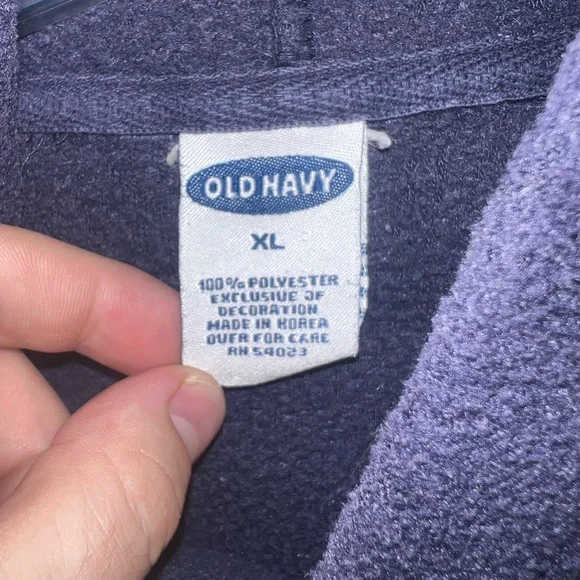 OLD NAVY
XL
100% POLYESTER
EXCLUSIVE OF
DECORATION
MADE IN KOREA
OVER FOR CARE
RN 54023